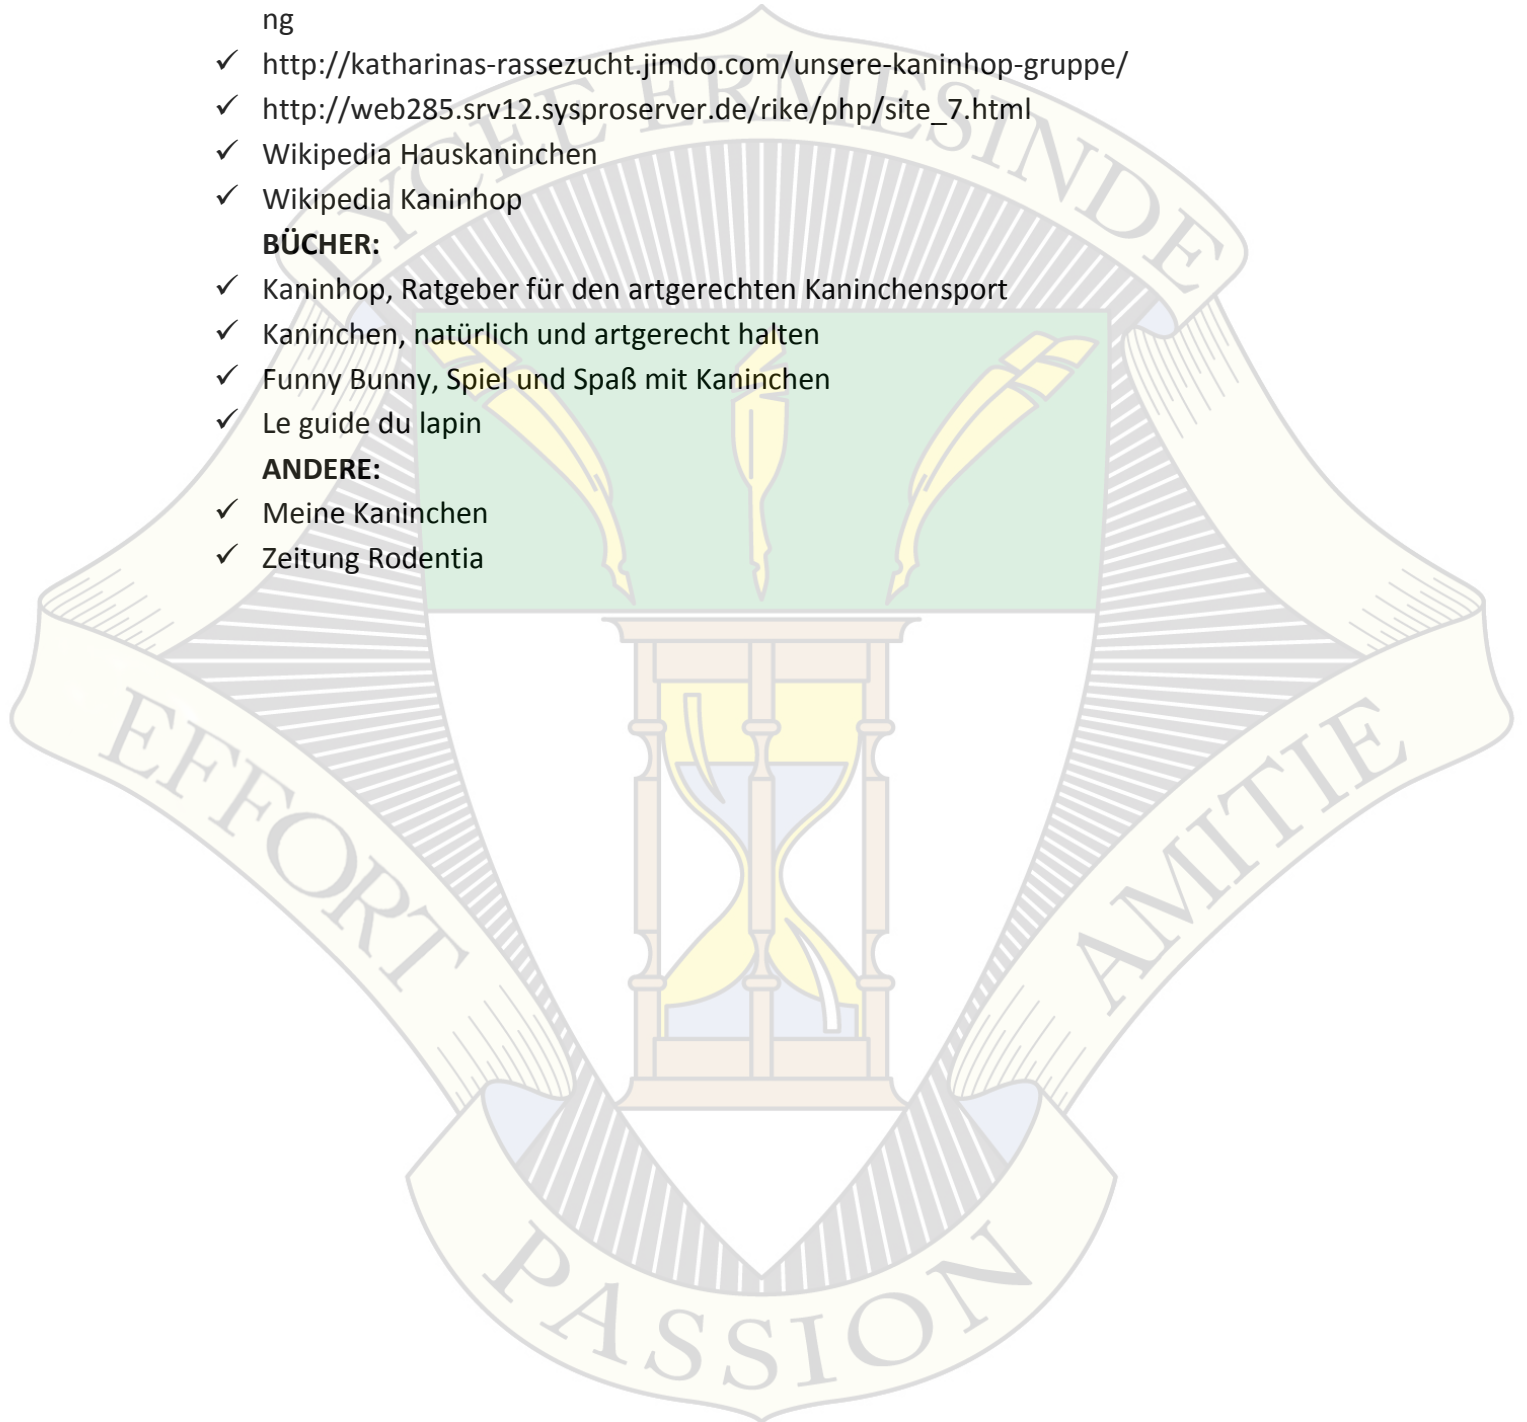 ng
✓ http://katharinas-rassezucht.jimdo.com/unsere-kaninhop-gruppe/
✓ http://web285.srv12.sysproserver.de/rike/php/site_7.html
✓ Wikipedia Hauskaninchen
✓ Wikipedia Kaninhop
BÜCHER:
✓ Kaninhop, Ratgeber für den artgerechten Kaninchensport
✓ Kaninchen, natürlich und artgerecht halten
✓ Funny Bunny, Spiel und Spaß mit Kaninchen
✓ Le guide du lapin
ANDERE:
✓ Meine Kaninchen
✓ Zeitung Rodentia
LYCEE ERMESINDE
EFFORT
AMITIE
PASSION